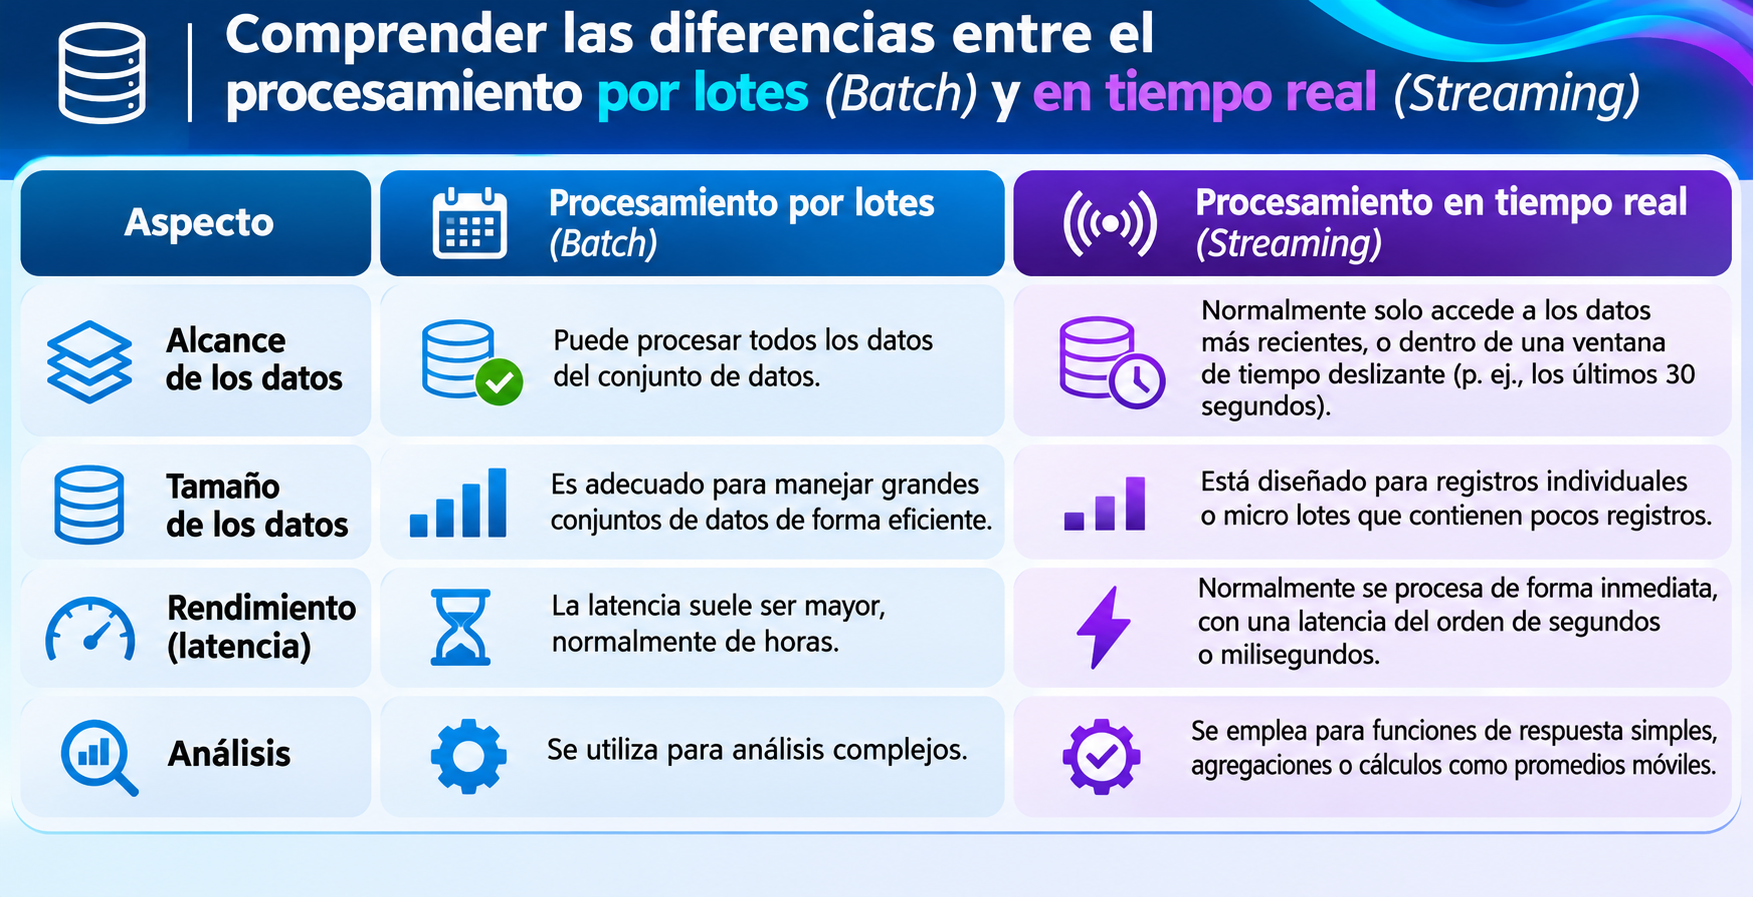 Comprender las diferencias entre el
procesamiento por lotes (Batch) y en tiempo real (Streaming)
Aspecto
Procesamiento por lotes
(Batch)
Procesamiento en tiempo real
(Streaming)
Alcance
de los datos
Puede procesar todos los datos
del conjunto de datos.
Normalmente solo accede a los datos
más recientes, o dentro de una ventana
de tiempo deslizante (p. ej., los últimos 30
segundos).
Tamaño
de los datos
Es adecuado para manejar grandes
conjuntos de datos de forma eficiente.
Está diseñado para registros individuales
o micro lotes que contienen pocos registros.
Rendimiento
(latencia)
La latencia suele ser mayor,
normalmente de horas.
Normalmente se procesa de forma inmediata,
con una latencia del orden de segundos
o milisegundos.
Análisis
Se utiliza para análisis complejos.
Se emplea para funciones de respuesta simples,
agregaciones o cálculos como promedios móviles.